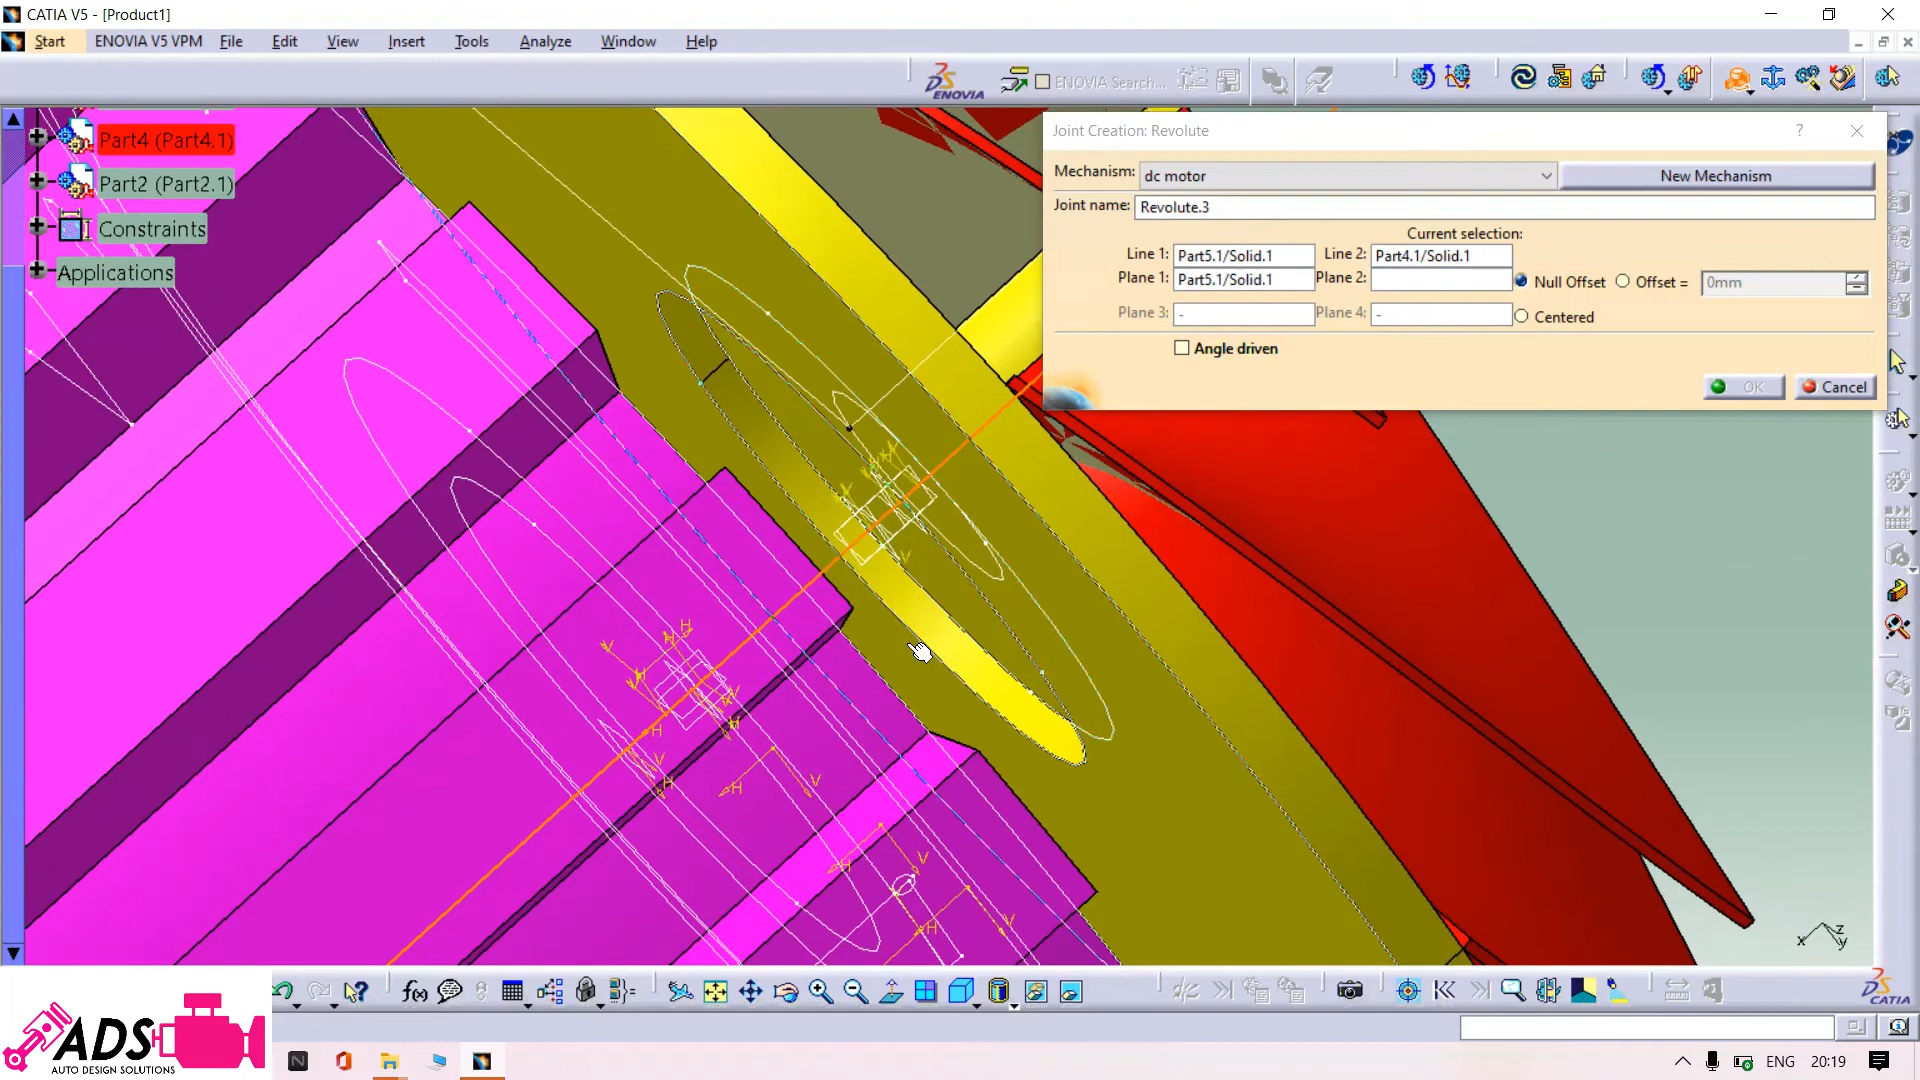 CATIA V5 - [Product1]
Start ENOVIA V5 VPM File Edit View Insert Tools Analyze Window Help
DS ENOVIA
ENOVIA Search...
Part4 (Part4.1)
Part2 (Part2.1)
Constraints
Applications
Joint Creation: Revolute
?
Mechanism: dc motor New Mechanism
Joint name: Revolute.3
Current selection:
Line 1: Part5.1/Solid.1 Line 2: Part4.1/Solid.1
Plane 1: Part5.1/Solid.1 Plane 2: Null Offset Offset = 0mm
Plane 3: - Plane 4: - Centered
Angle driven
OK Cancel
x z y
f(x)
DS CATIA
ADS
AUTO DESIGN SOLUTIONS
ENG 20:19